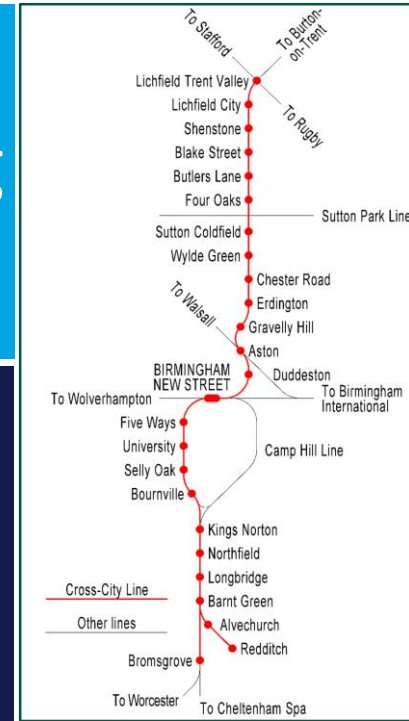 To Stafford
To Burton-
on-Trent
Lichfield Trent Valley
Lichfield City
To Rugby
Shenstone
Blake Street
Butlers Lane
Four Oaks
Sutton Park Line
Sutton Coldfield
Wylde Green
Chester Road
To Walsall
Erdington
Gravelly Hill
Aston
BIRMINGHAM
NEW STREET
Duddeston
To Wolverhampton
To Birmingham
International
Five Ways
University
Camp Hill Line
Selly Oak
Bournville
Kings Norton
Northfield
Longbridge
Cross-City Line
Barnt Green
Other lines
Alvechurch
Redditch
Bromsgrove
To Worcester
To Cheltenham Spa